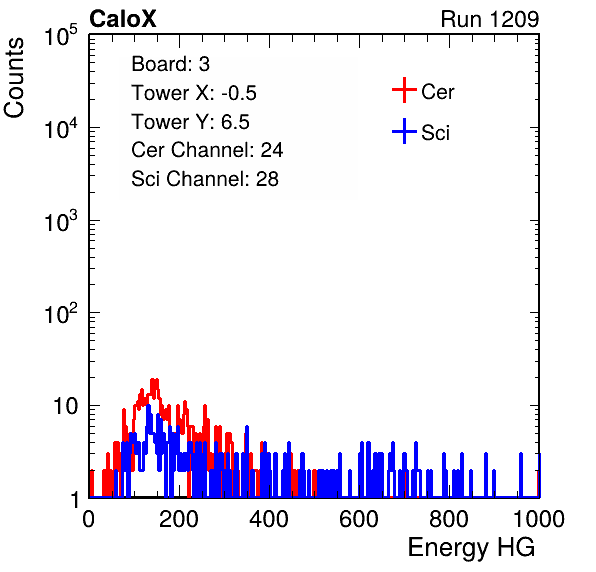 CaloX Run 1209
Counts
10^5
10^4
10^3
10^2
10
1
Board: 3
Tower X: -0.5
Tower Y: 6.5
Cer Channel: 24
Sci Channel: 28
Cer
Sci
0 200 400 600 800 1000
Energy HG